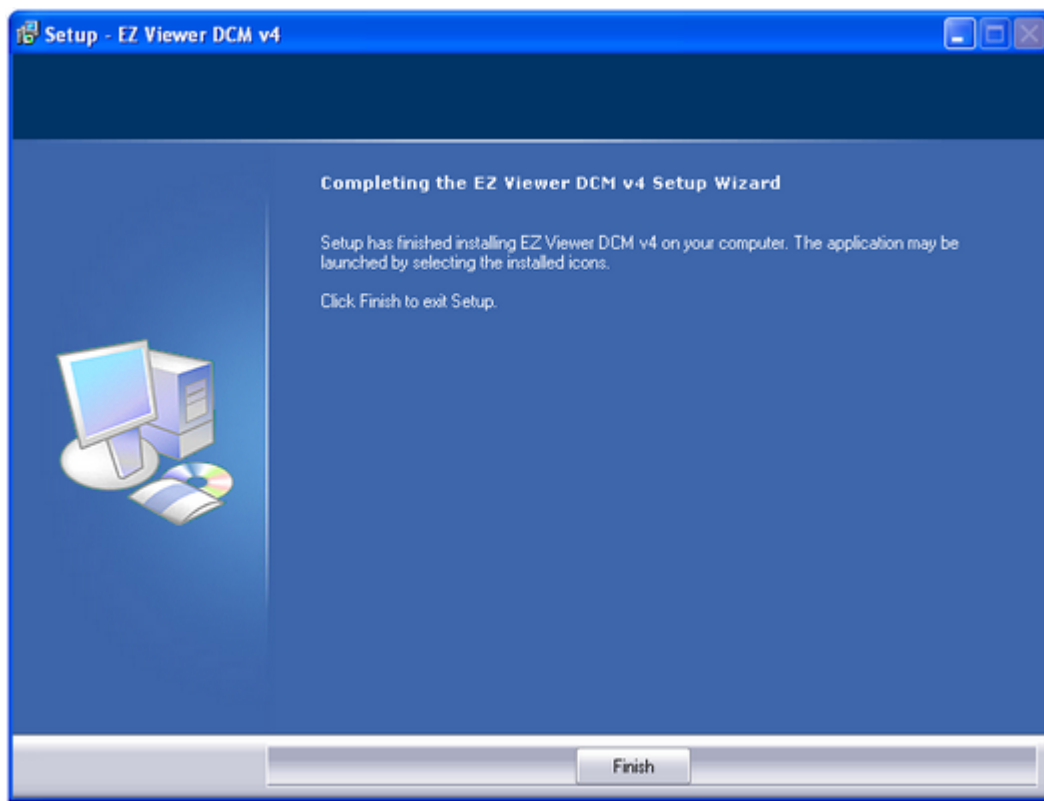 Setup - EZ Viewer DCM v4
Completing the EZ Viewer DCM v4 Setup Wizard
Setup has finished installing EZ Viewer DCM v4 on your computer. The application may be
launched by selecting the installed icons.
Click Finish to exit Setup.
Finish